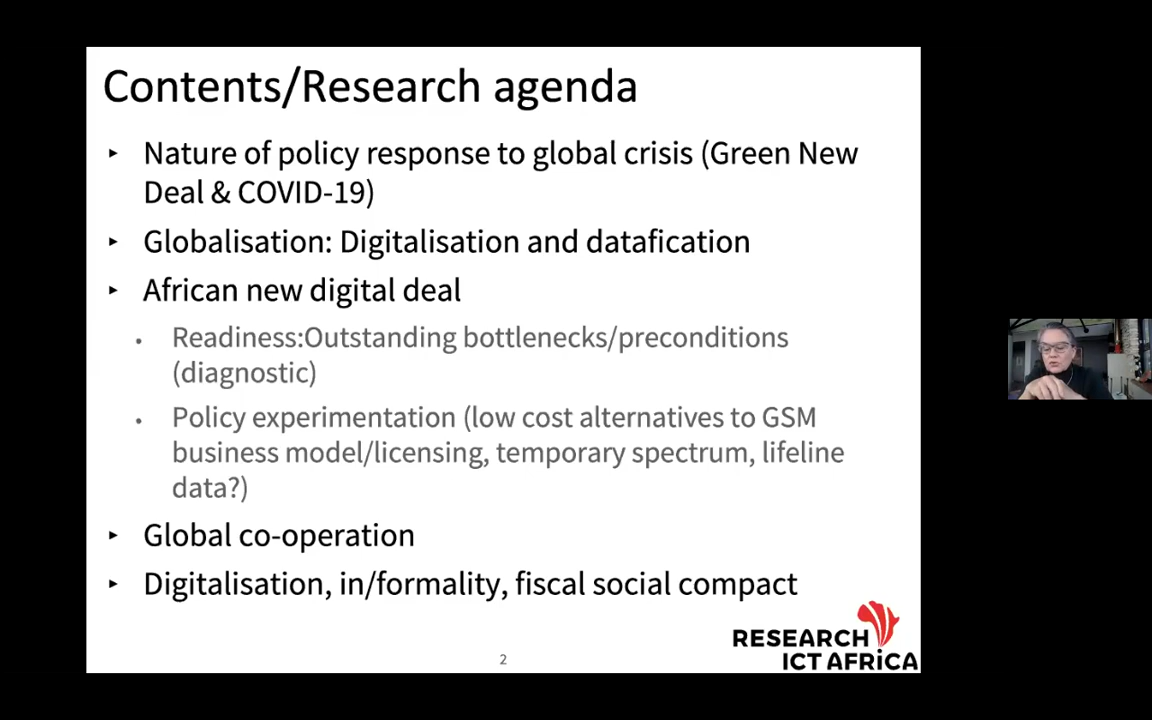 Contents/Research agenda
‣ Nature of policy response to global crisis (Green New
Deal & COVID-19)
‣ Globalisation: Digitalisation and datafication
‣ African new digital deal
• Readiness:Outstanding bottlenecks/preconditions
(diagnostic)
• Policy experimentation (low cost alternatives to GSM
business model/licensing, temporary spectrum, lifeline
data?)
‣ Global co-operation
‣ Digitalisation, in/formality, fiscal social compact
2
RESEARCH
ICT AFRICA